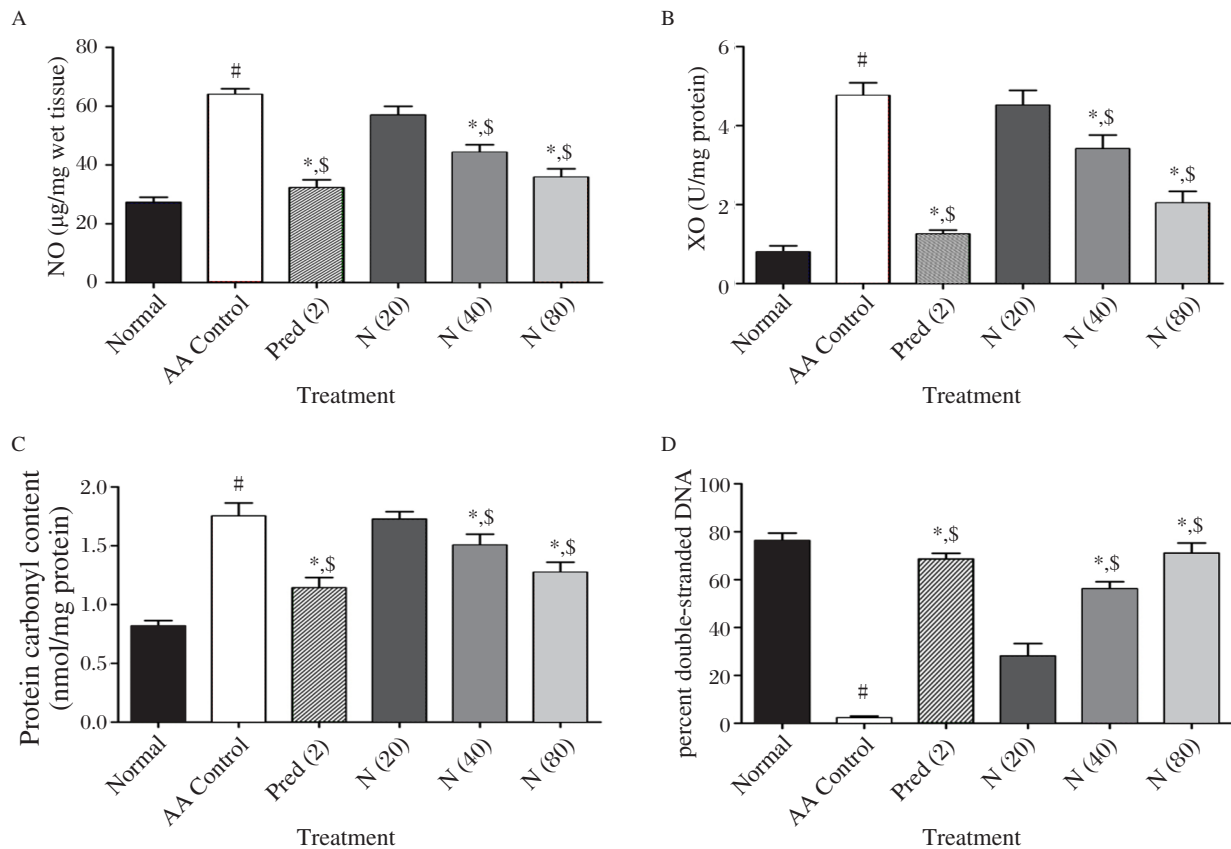 A
NO (µg/mg wet tissue)
80
60
40
20
0
#
*,$
*,$
*,$
Normal
AA Control
Pred (2)
N (20)
N (40)
N (80)
Treatment
B
XO (U/mg protein)
6
4
2
0
#
*,$
*,$
*,$
Normal
AA Control
Pred (2)
N (20)
N (40)
N (80)
Treatment
C
Protein carbonyl content
(nmol/mg protein)
2.0
1.5
1.0
0.5
0.0
#
*,$
*,$
*,$
Normal
AA Control
Pred (2)
N (20)
N (40)
N (80)
Treatment
D
percent double-stranded DNA
100
80
60
40
20
0
#
*,$
*,$
*,$
Normal
AA Control
Pred (2)
N (20)
N (40)
N (80)
Treatment